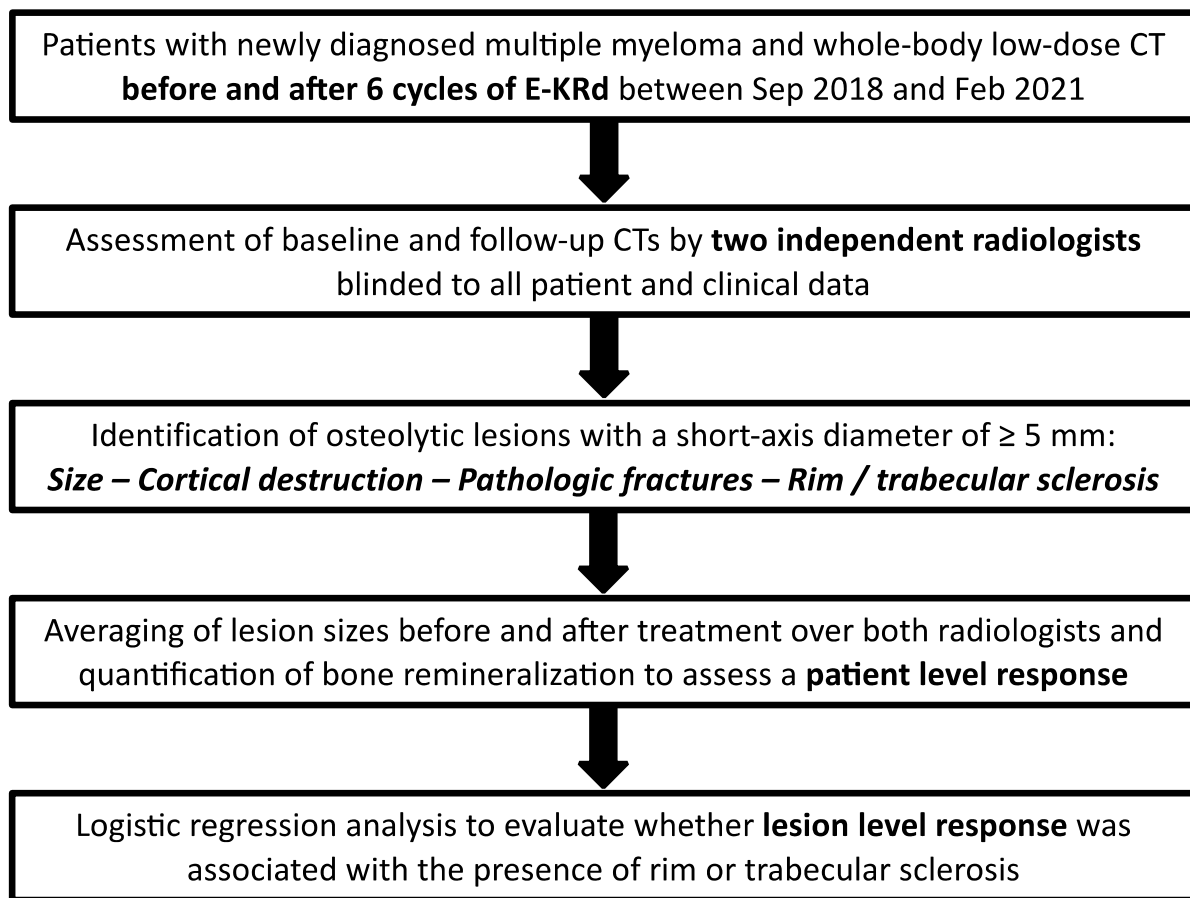 Patients with newly diagnosed multiple myeloma and whole-body low-dose CT
before and after 6 cycles of E-KRd between Sep 2018 and Feb 2021
Assessment of baseline and follow-up CTs by two independent radiologists
blinded to all patient and clinical data
Identification of osteolytic lesions with a short-axis diameter of ≥ 5 mm:
Size – Cortical destruction – Pathologic fractures – Rim / trabecular sclerosis
Averaging of lesion sizes before and after treatment over both radiologists and
quantification of bone remineralization to assess a patient level response
Logistic regression analysis to evaluate whether lesion level response was
associated with the presence of rim or trabecular sclerosis